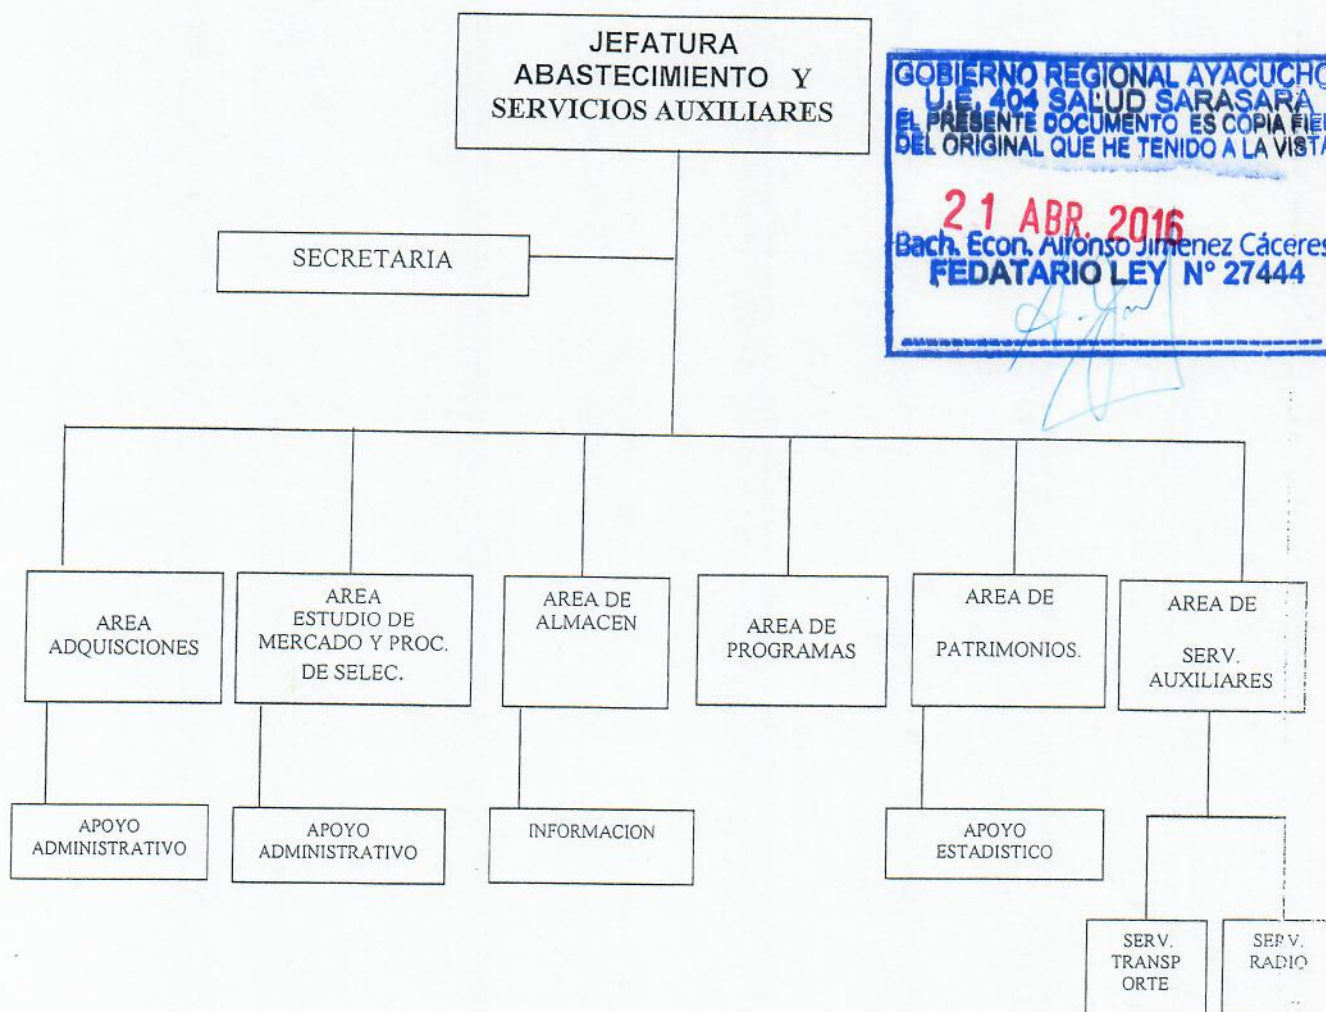 JEFATURA
ABASTECIMIENTO Y
SERVICIOS AUXILIARES
GOBIERNO REGIONAL AYACUCHO
U.E. 404 SALUD SARASARA
EL PRESENTE DOCUMENTO ES COPIA FIEL
DEL ORIGINAL QUE HE TENIDO A LA VISTA
21 ABR. 2016
Bach. Econ. Alfonso Jimenez Cáceres
FEDATARIO LEY N° 27444
SECRETARIA
AREA
ADQUISCIONES
AREA
ESTUDIO DE
MERCADO Y PROC.
DE SELEC.
AREA DE
ALMACEN
AREA DE
PROGRAMAS
AREA DE
PATRIMONIOS.
AREA DE
SERV.
AUXILIARES
APOYO
ADMINISTRATIVO
APOYO
ADMINISTRATIVO
INFORMACION
APOYO
ESTADISTICO
SERV.
TRANSP
ORTE
SERV.
RADIO